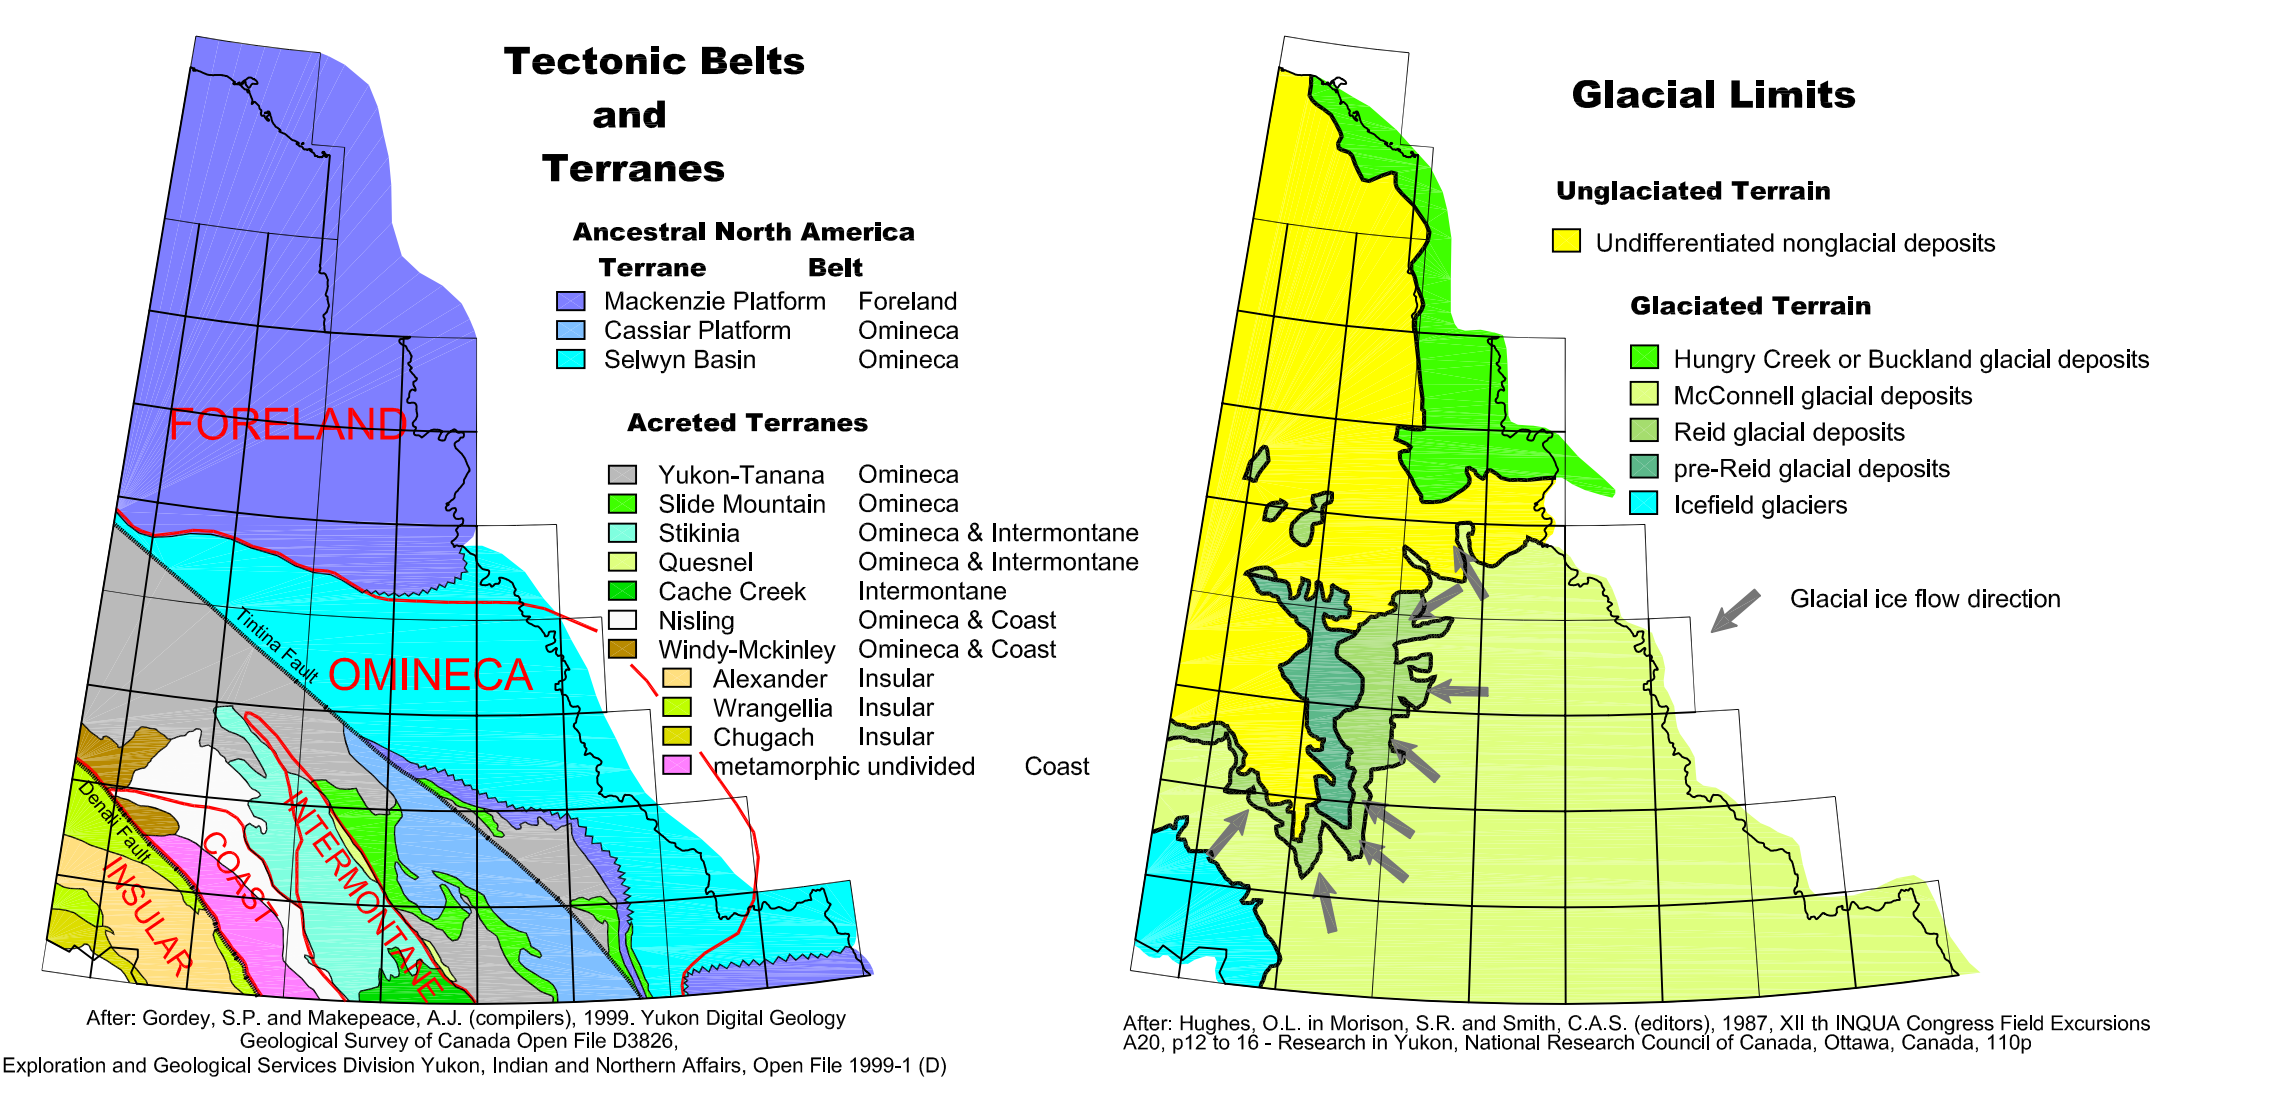 Tectonic Belts
and
Terranes
Ancestral North America
Terrane Belt
Mackenzie Platform Foreland
Cassiar Platform Omineca
Selwyn Basin Omineca
Acreted Terranes
Yukon-Tanana Omineca
Slide Mountain Omineca
Stikinia Omineca & Intermontane
Quesnel Omineca & Intermontane
Cache Creek Intermontane
Nisling Omineca & Coast
Windy-Mckinley Omineca & Coast
Alexander Insular
Wrangellia Insular
Chugach Insular
metamorphic undivided Coast
FORELAND
Tintina Fault
OMINECA
Denali Fault
INTERMONTANE
COAST
INSULAR
After: Gordey, S.P. and Makepeace, A.J. (compilers), 1999. Yukon Digital Geology
Geological Survey of Canada Open File D3826,
Exploration and Geological Services Division Yukon, Indian and Northern Affairs, Open File 1999-1 (D)
Glacial Limits
Unglaciated Terrain
Undifferentiated nonglacial deposits
Glaciated Terrain
Hungry Creek or Buckland glacial deposits
McConnell glacial deposits
Reid glacial deposits
pre-Reid glacial deposits
Icefield glaciers
Glacial ice flow direction
After: Hughes, O.L. in Morison, S.R. and Smith, C.A.S. (editors), 1987, XII th INQUA Congress Field Excursions
A20, p12 to 16 - Research in Yukon, National Research Council of Canada, Ottawa, Canada, 110p